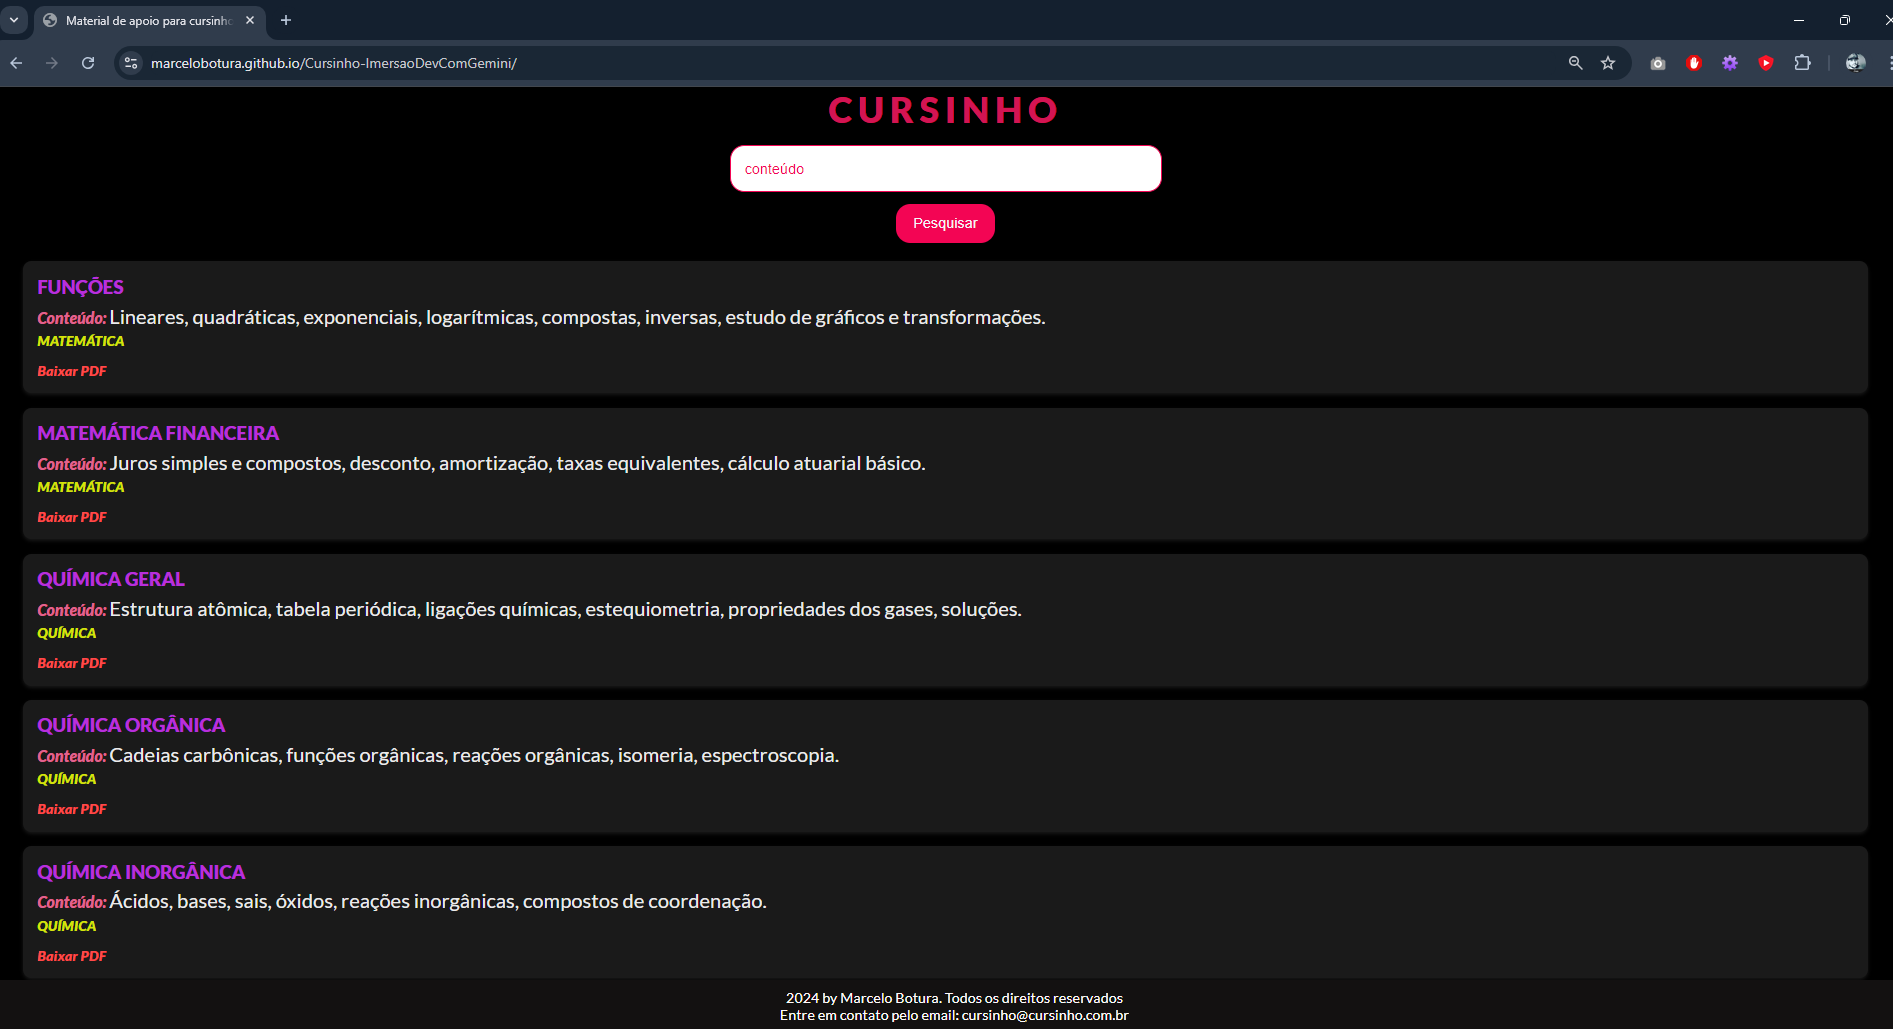 Material de apoio para cursinho
marcelobotura.github.io/Cursinho-ImersaoDevComGemini/
CURSINHO
conteúdo
Pesquisar
FUNÇÕES
Conteúdo: Lineares, quadráticas, exponenciais, logarítmicas, compostas, inversas, estudo de gráficos e transformações.
MATEMÁTICA
Baixar PDF
MATEMÁTICA FINANCEIRA
Conteúdo: Juros simples e compostos, desconto, amortização, taxas equivalentes, cálculo atuarial básico.
MATEMÁTICA
Baixar PDF
QUÍMICA GERAL
Conteúdo: Estrutura atômica, tabela periódica, ligações químicas, estequiometria, propriedades dos gases, soluções.
QUÍMICA
Baixar PDF
QUÍMICA ORGÂNICA
Conteúdo: Cadeias carbônicas, funções orgânicas, reações orgânicas, isomeria, espectroscopia.
QUÍMICA
Baixar PDF
QUÍMICA INORGÂNICA
Conteúdo: Ácidos, bases, sais, óxidos, reações inorgânicas, compostos de coordenação.
QUÍMICA
Baixar PDF
2024 by Marcelo Botura. Todos os direitos reservados
Entre em contato pelo email: cursinho@cursinho.com.br